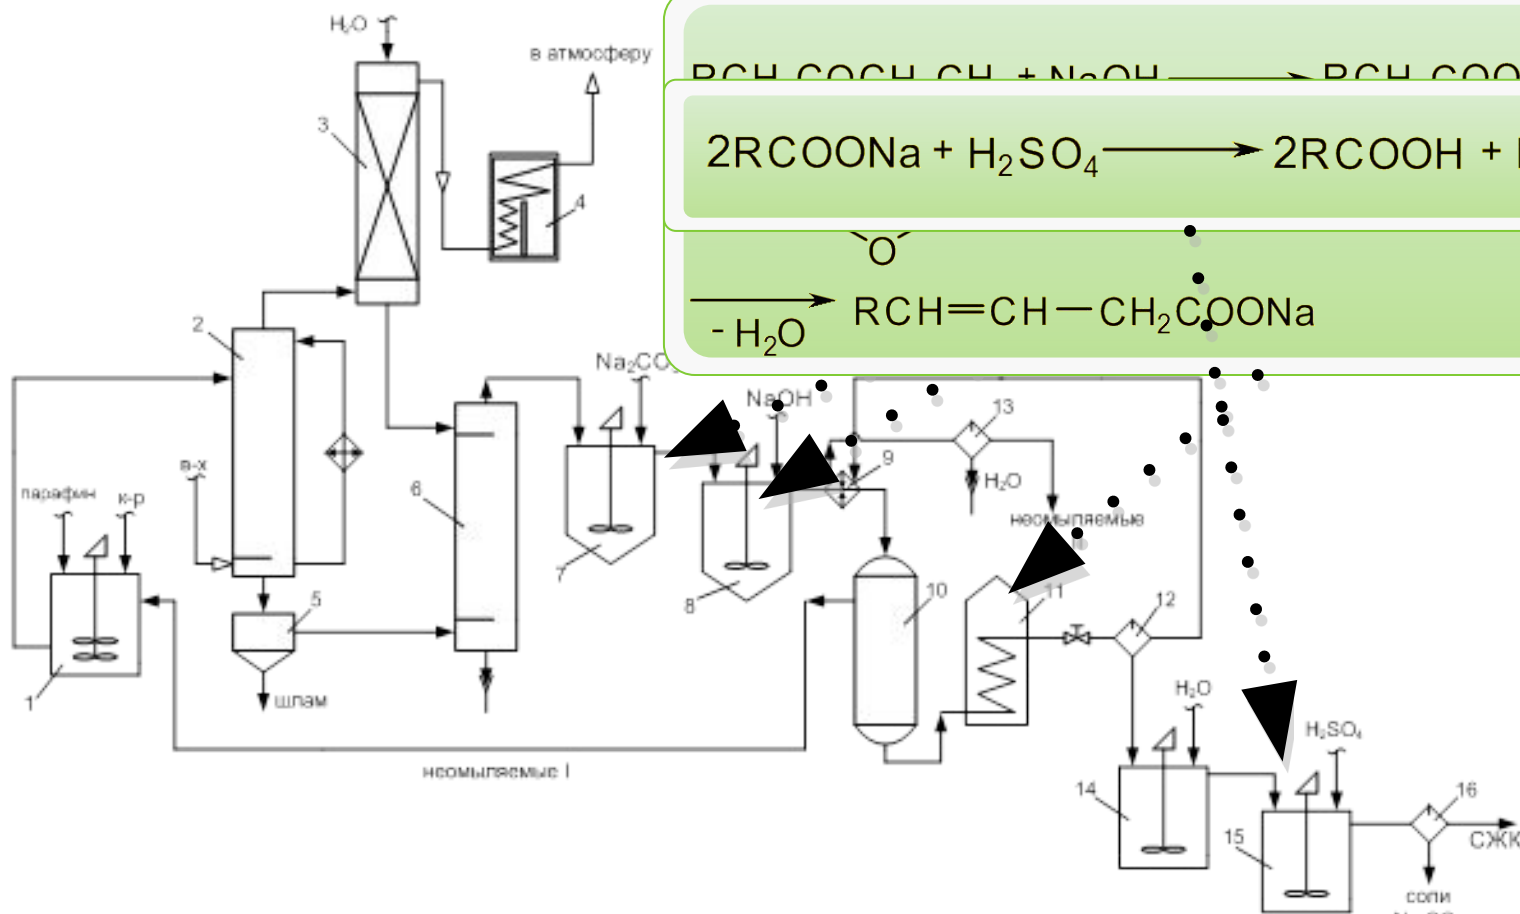 H₂O
в атмосферу
3
4
2RCOONa + H₂SO₄ → 2RCOOH +
O
- H₂O
RCH=CH—CH₂COONa
2
Na₂CO₃
NaOH
13
9
H₂O
неомыляемые
в-х
парафин
к-р
6
7
8
10
11
12
5
1
шлам
H₂O
H₂SO₄
неомыляемые I
14
16
15
СЖК
соли